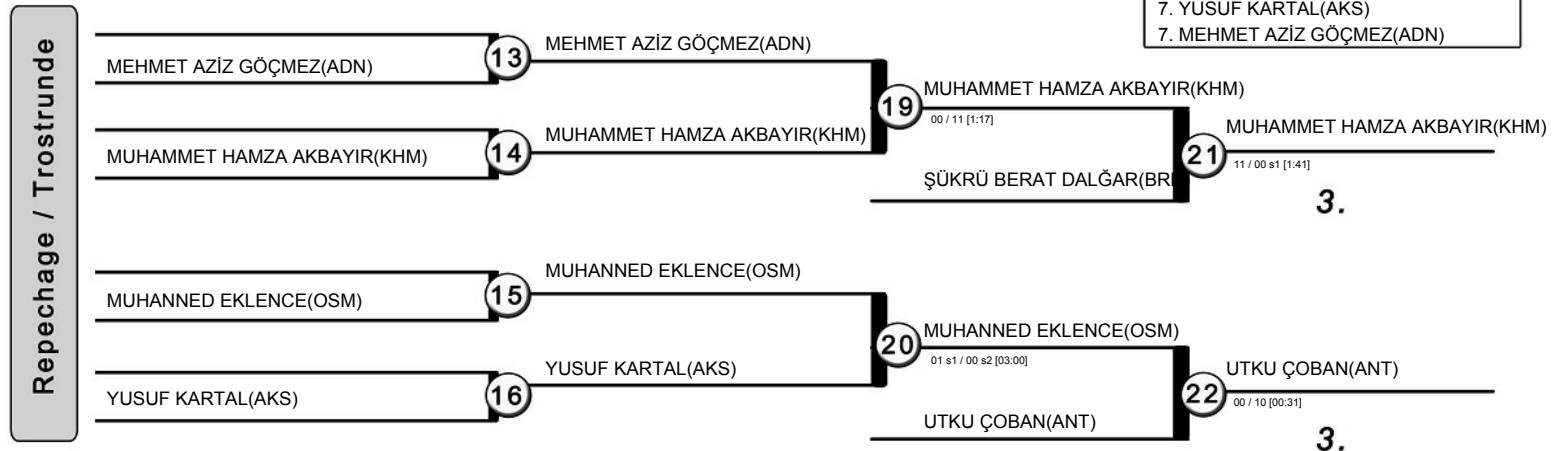 7. YUSUF KARTAL(AKS)
7. MEHMET AZİZ GÖÇMEZ(ADN)
Repechage / Trostrunde
MEHMET AZİZ GÖÇMEZ(ADN)
13
MEHMET AZİZ GÖÇMEZ(ADN)
MUHAMMET HAMZA AKBAYIR(KHM)
14
MUHAMMET HAMZA AKBAYIR(KHM)
19
MUHAMMET HAMZA AKBAYIR(KHM)
00 / 11 [1:17]
ŞÜKRÜ BERAT DALĞAR(BR
21
MUHAMMET HAMZA AKBAYIR(KHM)
11 / 00 s1 [1:41]
3.
MUHANNED EKLENCE(OSM)
15
MUHANNED EKLENCE(OSM)
YUSUF KARTAL(AKS)
16
YUSUF KARTAL(AKS)
20
MUHANNED EKLENCE(OSM)
01 s1 / 00 s2 [03:00]
UTKU ÇOBAN(ANT)
22
UTKU ÇOBAN(ANT)
00 / 10 [00:31]
3.